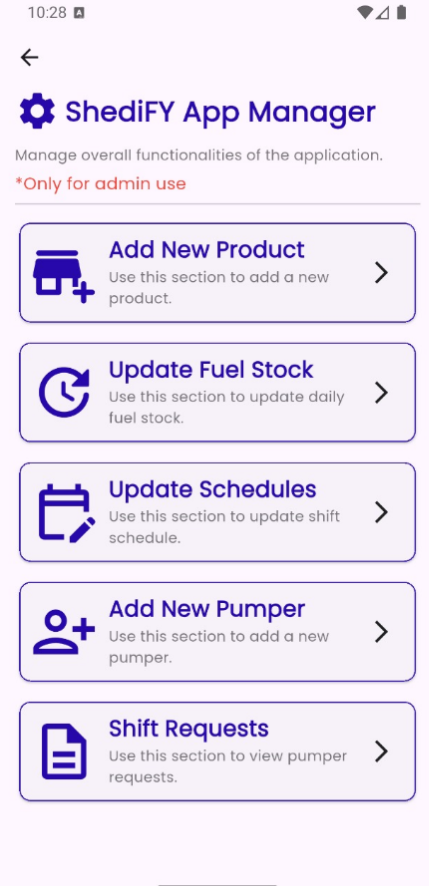 10:28 A
ShediFY App Manager
Manage overall functionalities of the application.
*Only for admin use
Add New Product
Use this section to add a new
product.
Update Fuel Stock
Use this section to update daily
fuel stock.
Update Schedules
Use this section to update shift
schedule.
Add New Pumper
Use this section to add a new
pumper.
Shift Requests
Use this section to view pumper
requests.